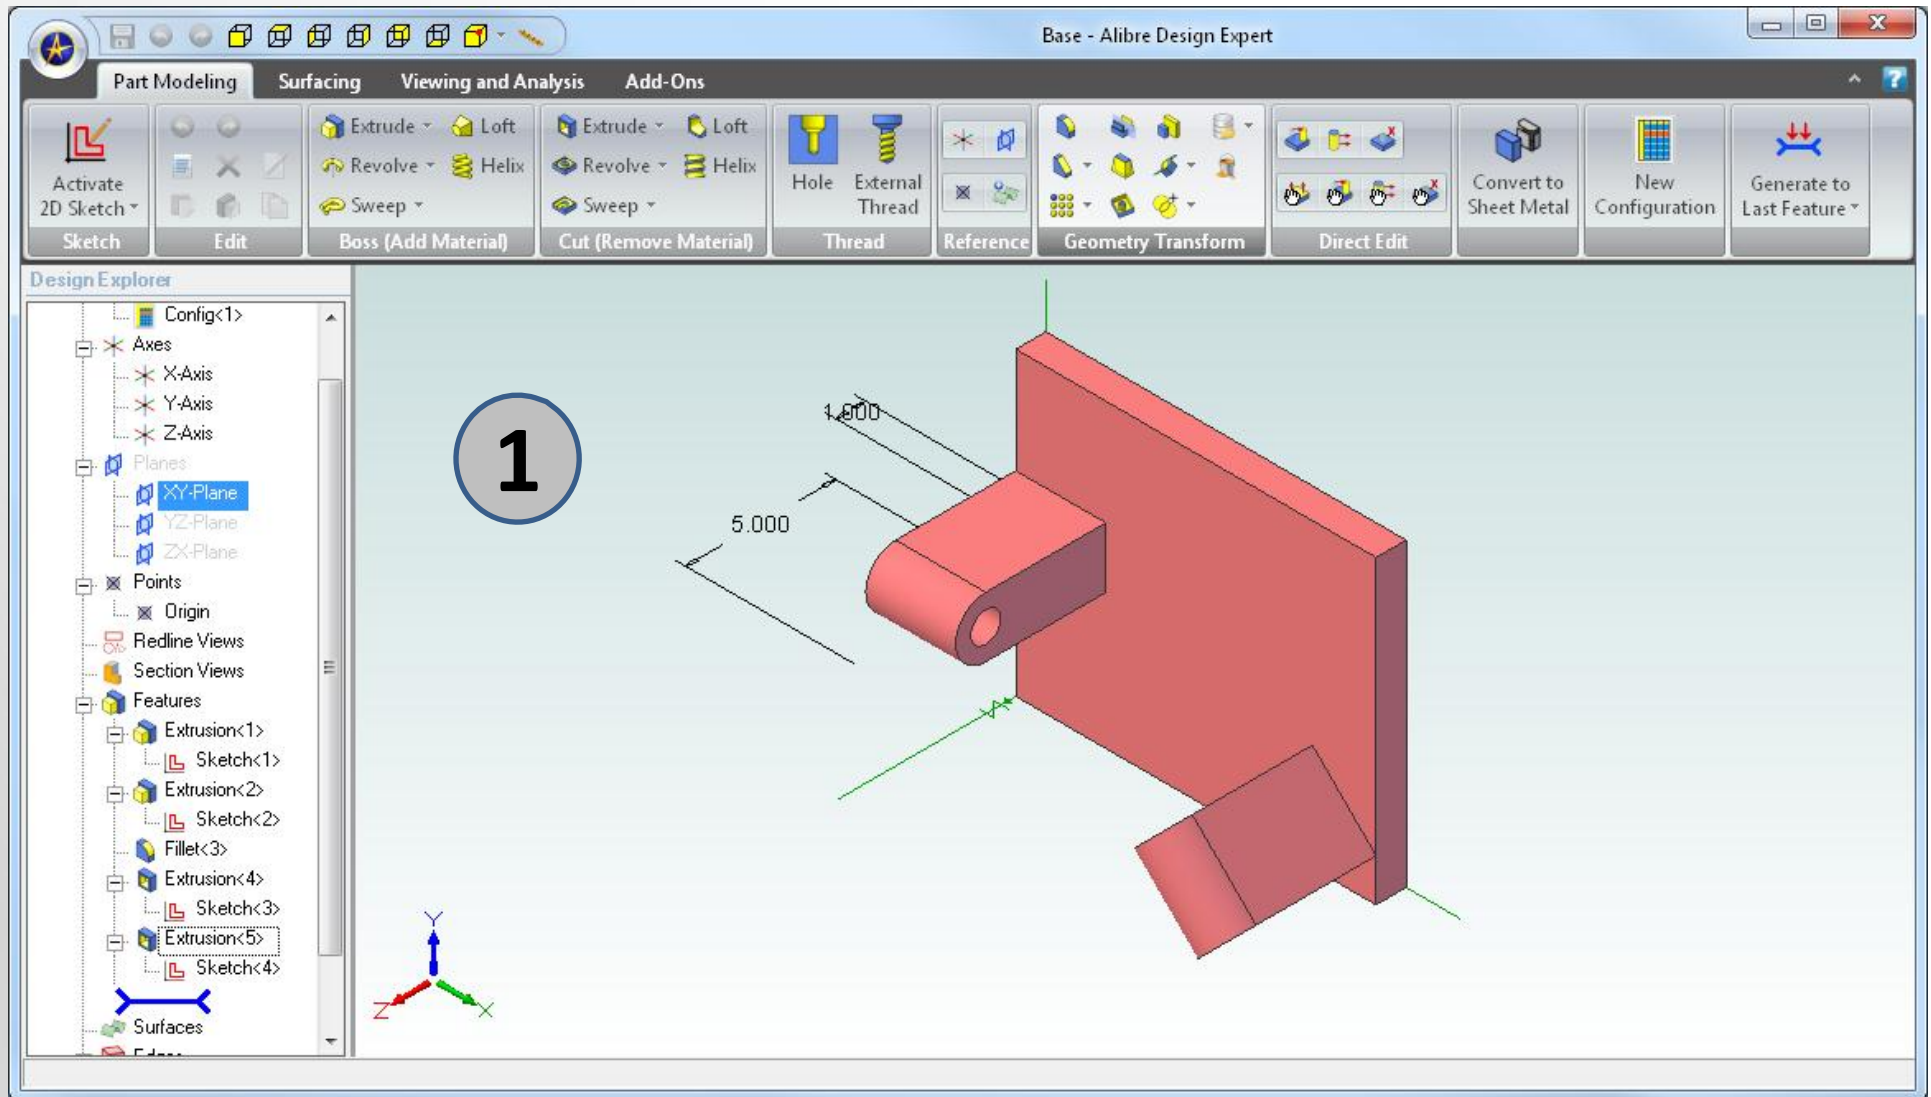 Base - Alibre Design Expert
Part Modeling Surfacing Viewing and Analysis Add-Ons
Activate
2D Sketch
Sketch
Edit
Extrude Loft
Revolve Helix
Sweep
Boss (Add Material)
Extrude Loft
Revolve Helix
Sweep
Cut (Remove Material)
Hole
External
Thread
Thread
Reference
Geometry Transform
Direct Edit
Convert to
Sheet Metal
New
Configuration
Generate to
Last Feature
Design Explorer
Config<1>
Axes
X-Axis
Y-Axis
Z-Axis
Planes
XY-Plane
YZ-Plane
ZX-Plane
Points
Origin
Redline Views
Section Views
Features
Extrusion<1>
Sketch<1>
Extrusion<2>
Sketch<2>
Fillet<3>
Extrusion<4>
Sketch<3>
Extrusion<5>
Sketch<4>
Surfaces
1
1.000
5.000
Y
Z
X